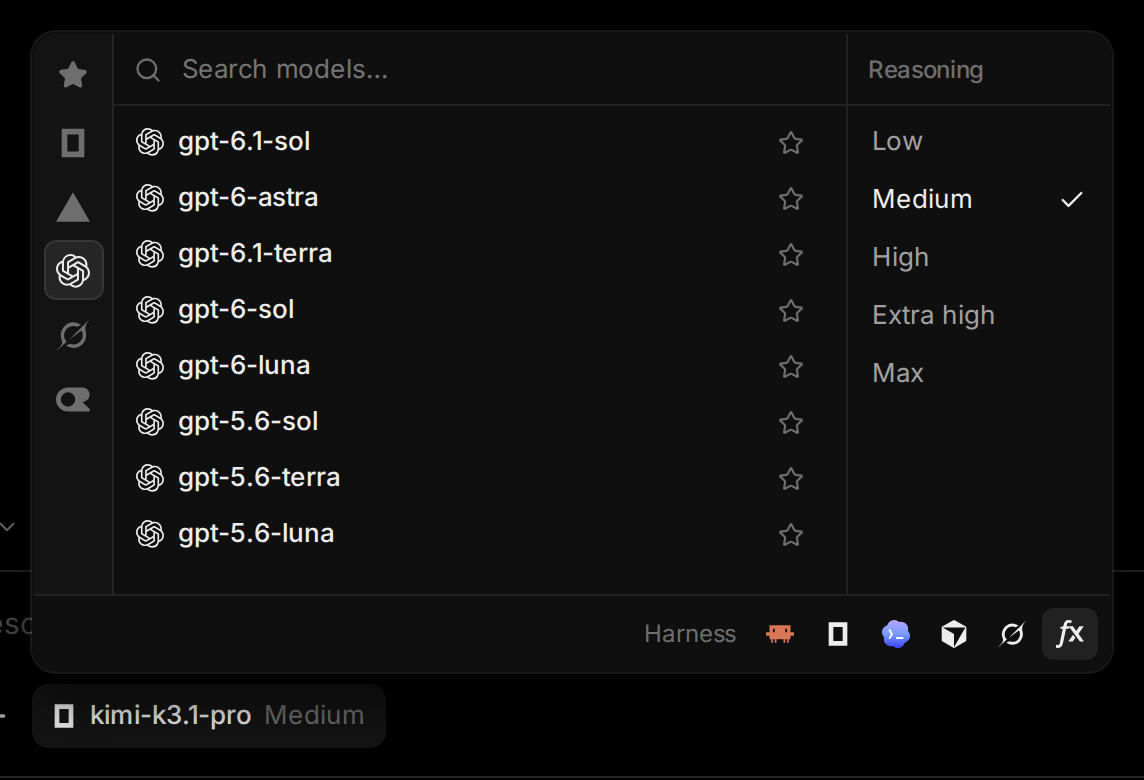 Search models...
Reasoning
gpt-6.1-sol
gpt-6-astra
gpt-6.1-terra
gpt-6-sol
gpt-6-luna
gpt-5.6-sol
gpt-5.6-terra
gpt-5.6-luna
Low
Medium
High
Extra high
Max
Harness
fx
kimi-k3.1-pro Medium